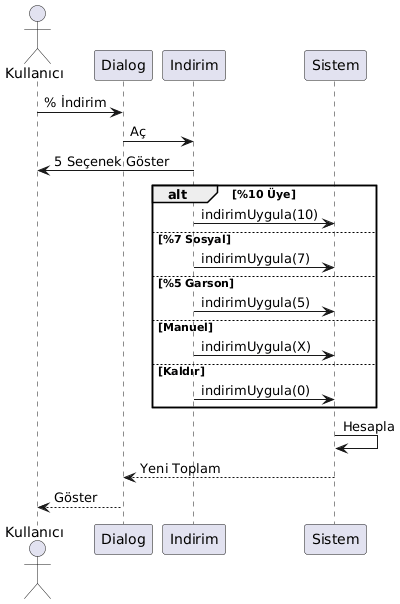 Kullanıcı
Dialog
Indirim
Sistem
% İndirim
Aç
5 Seçenek Göster
alt
[%10 Üye]
indirimUygula(10)
[%7 Sosyal]
indirimUygula(7)
[%5 Garson]
indirimUygula(5)
[Manuel]
indirimUygula(X)
[Kaldır]
indirimUygula(0)
Hesapla
Yeni Toplam
Göster
Kullanıcı
Dialog
Indirim
Sistem